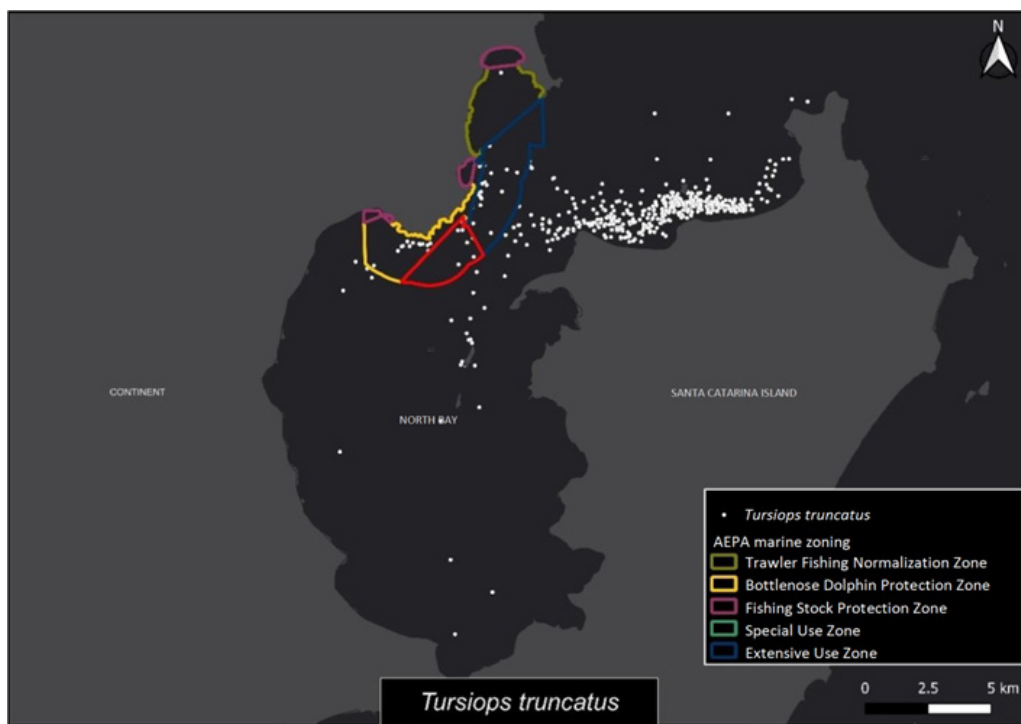 N
CONTINENT
SANTA CATARINA ISLAND
NORTH BAY
Tursiops truncatus
AEPA marine zoning
Trawler Fishing Normalization Zone
Bottlenose Dolphin Protection Zone
Fishing Stock Protection Zone
Special Use Zone
Extensive Use Zone
0 2.5 5 km
Tursiops truncatus